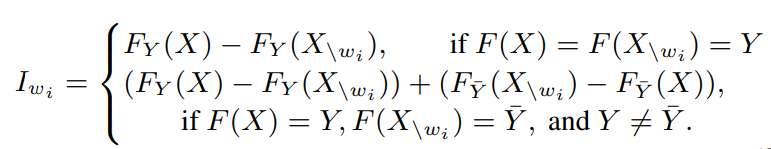 F_Y(X) − F_Y(X_{\w_i}), if F(X) = F(X_{\w_i}) = Y
I_{w_i} = { (F_Y(X) − F_Y(X_{\w_i})) + (F_Ȳ(X_{\w_i}) − F_Ȳ(X)),
if F(X) = Y, F(X_{\w_i}) = Ȳ, and Y ≠ Ȳ.